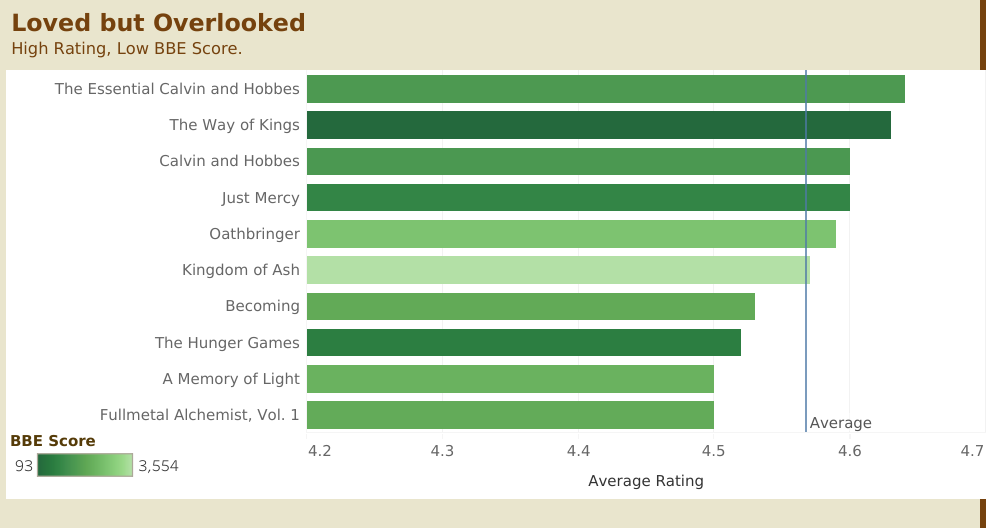 Loved but Overlooked
High Rating, Low BBE Score.
The Essential Calvin and Hobbes
The Way of Kings
Calvin and Hobbes
Just Mercy
Oathbringer
Kingdom of Ash
Becoming
The Hunger Games
A Memory of Light
Fullmetal Alchemist, Vol. 1
Average
4.2 4.3 4.4 4.5 4.6 4.7
Average Rating
BBE Score
93 3,554